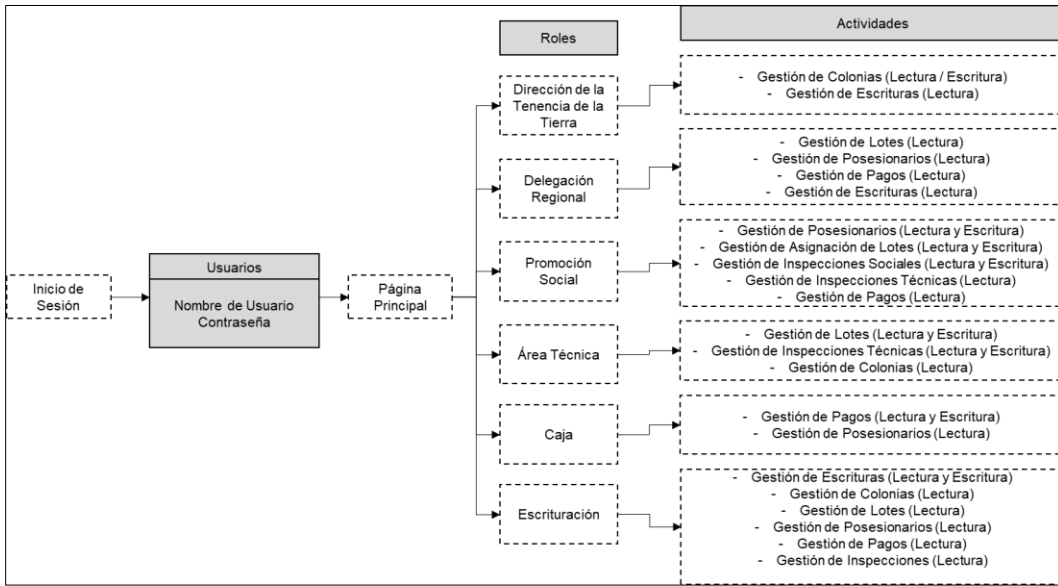 Roles
Actividades
Dirección de la
Tenencia de la
Tierra
- Gestión de Colonias (Lectura / Escritura)
- Gestión de Escrituras (Lectura)
Delegación
Regional
- Gestión de Lotes (Lectura)
- Gestión de Posesionarios (Lectura)
- Gestión de Pagos (Lectura)
- Gestión de Escrituras (Lectura)
Inicio de
Sesión
Usuarios
Nombre de Usuario
Contraseña
Página
Principal
Promoción
Social
- Gestión de Posesionarios (Lectura y Escritura)
- Gestión de Asignación de Lotes (Lectura y Escritura)
- Gestión de Inspecciones Sociales (Lectura y Escritura)
- Gestión de Inspecciones Técnicas (Lectura)
- Gestión de Pagos (Lectura)
Área Técnica
- Gestión de Lotes (Lectura y Escritura)
- Gestión de Inspecciones Técnicas (Lectura y Escritura)
- Gestión de Colonias (Lectura)
Caja
- Gestión de Pagos (Lectura y Escritura)
- Gestión de Posesionarios (Lectura)
Escrituración
- Gestión de Escrituras (Lectura y Escritura)
- Gestión de Colonias (Lectura)
- Gestión de Lotes (Lectura)
- Gestión de Posesionarios (Lectura)
- Gestión de Pagos (Lectura)
- Gestión de Inspecciones (Lectura)